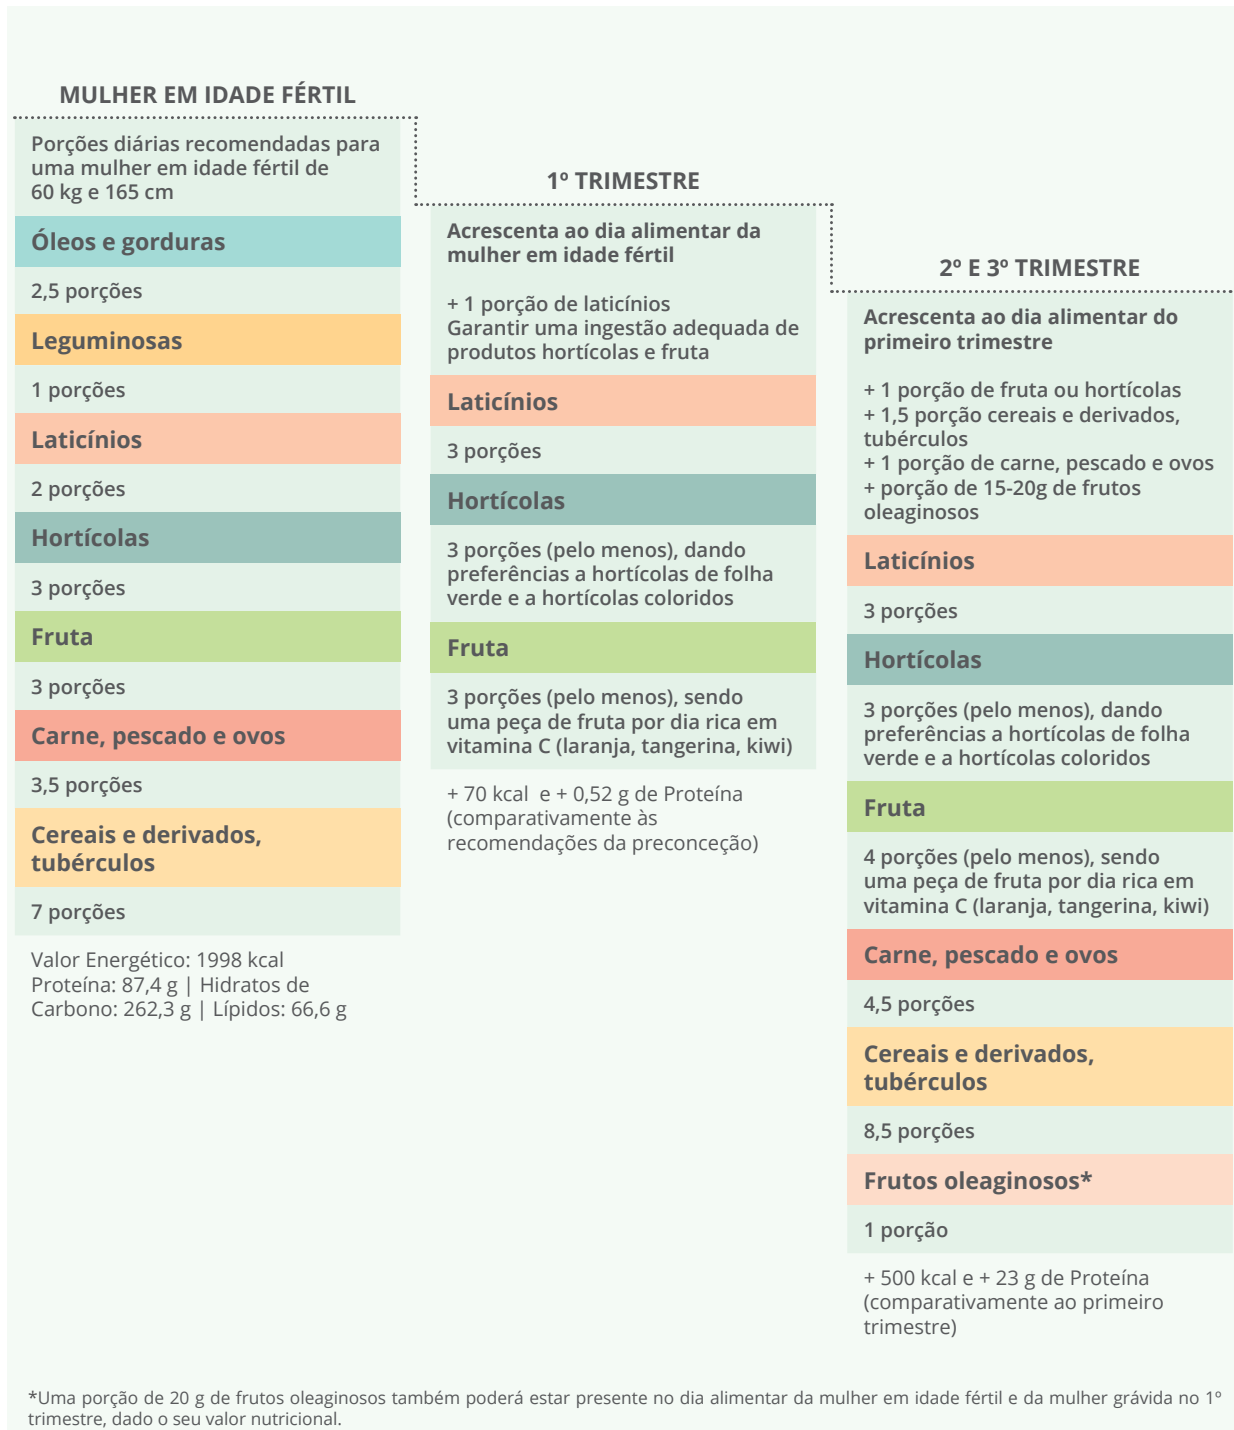 MULHER EM IDADE FÉRTIL
Porções diárias recomendadas para
uma mulher em idade fértil de
60 kg e 165 cm
Óleos e gorduras
2,5 porções
Leguminosas
1 porções
Laticínios
2 porções
Hortícolas
3 porções
Fruta
3 porções
Carne, pescado e ovos
3,5 porções
Cereais e derivados,
tubérculos
7 porções
Valor Energético: 1998 kcal
Proteína: 87,4 g | Hidratos de
Carbono: 262,3 g | Lípidos: 66,6 g
1º TRIMESTRE
Acrescenta ao dia alimentar da
mulher em idade fértil
+ 1 porção de laticínios
Garantir uma ingestão adequada de
produtos hortícolas e fruta
Laticínios
3 porções
Hortícolas
3 porções (pelo menos), dando
preferências a hortícolas de folha
verde e a hortícolas coloridos
Fruta
3 porções (pelo menos), sendo
uma peça de fruta por dia rica em
vitamina C (laranja, tangerina, kiwi)
+ 70 kcal e + 0,52 g de Proteína
(comparativamente às
recomendações da preconceção)
2º E 3º TRIMESTRE
Acrescenta ao dia alimentar do
primeiro trimestre
+ 1 porção de fruta ou hortícolas
+ 1,5 porção cereais e derivados,
tubérculos
+ 1 porção de carne, pescado e ovos
+ porção de 15-20g de frutos
oleaginosos
Laticínios
3 porções
Hortícolas
3 porções (pelo menos), dando
preferências a hortícolas de folha
verde e a hortícolas coloridos
Fruta
4 porções (pelo menos), sendo
uma peça de fruta por dia rica em
vitamina C (laranja, tangerina, kiwi)
Carne, pescado e ovos
4,5 porções
Cereais e derivados,
tubérculos
8,5 porções
Frutos oleaginosos*
1 porção
+ 500 kcal e + 23 g de Proteína
(comparativamente ao primeiro
trimestre)
*Uma porção de 20 g de frutos oleaginosos também poderá estar presente no dia alimentar da mulher em idade fértil e da mulher grávida no 1º
trimestre, dado o seu valor nutricional.